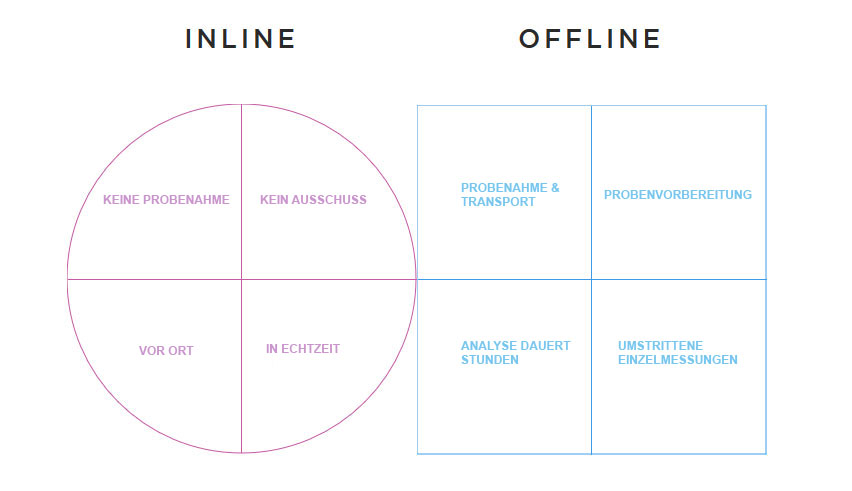 INLINE
OFFLINE
KEINE PROBENAHME
KEIN AUSSCHUSS
VOR ORT
IN ECHTZEIT
PROBENAHME &
TRANSPORT
PROBENVORBEREITUNG
ANALYSE DAUERT
STUNDEN
UMSTRITTENE
EINZELMESSUNGEN